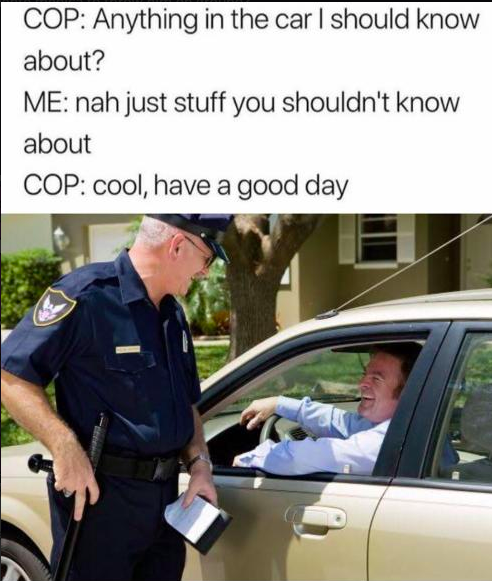 COP: Anything in the car I should know
about?
ME: nah just stuff you shouldn't know
about
COP: cool, have a good day